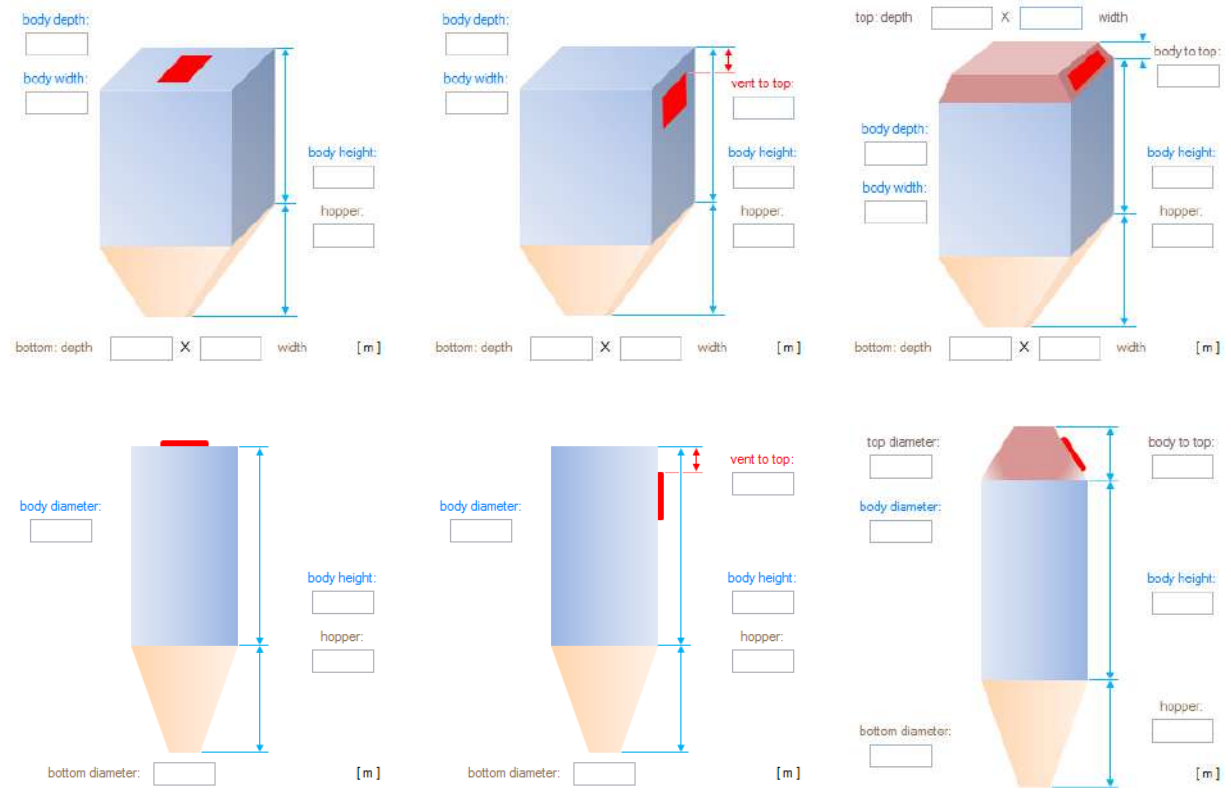 body depth:
body width:
body height:
hopper:
bottom: depth X width [m]
body depth:
body width:
vent to top:
body height:
hopper:
bottom: depth X width [m]
top: depth X width
body to top:
body depth:
body width:
body height:
hopper:
bottom: depth X width [m]
body diameter:
body height:
hopper:
bottom diameter: [m]
vent to top:
body diameter:
body height:
hopper:
bottom diameter: [m]
top diameter:
body to top:
body diameter:
body height:
hopper:
bottom diameter:
[m]